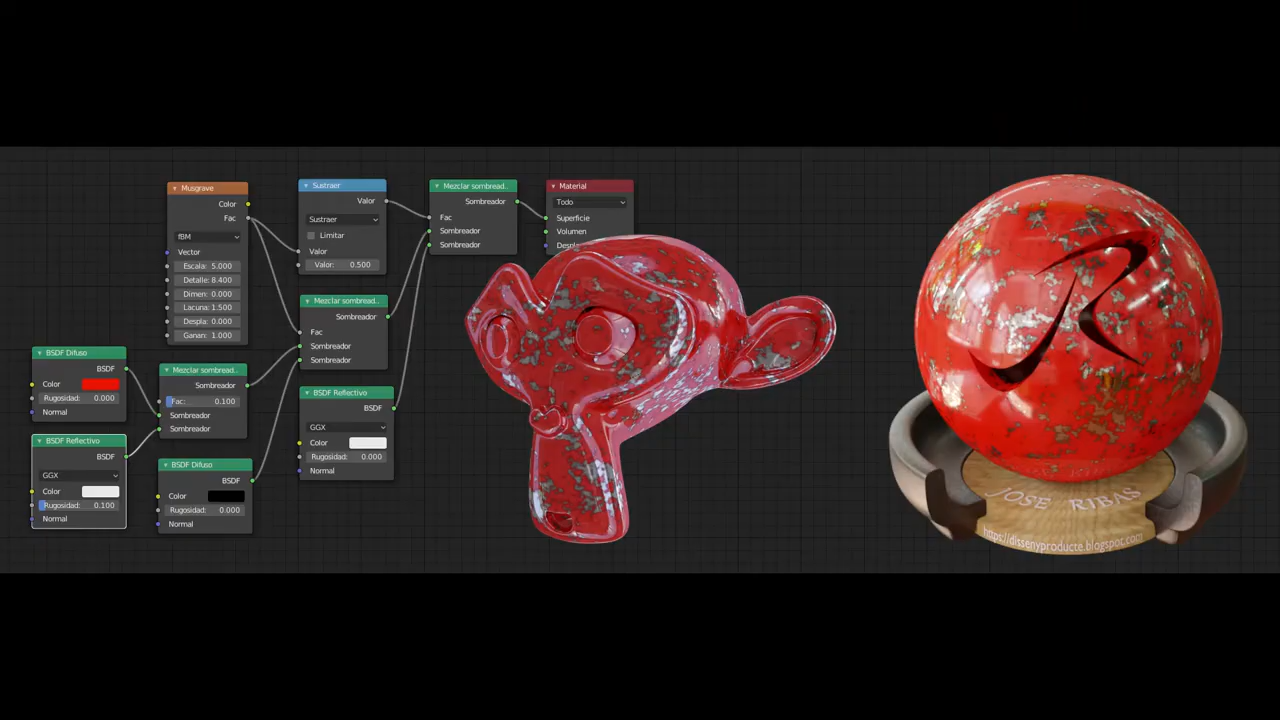 Musgrave
Color
Fac
fBM
Vector
Escala: 5.000
Detalle: 8.400
Dimen: 0.000
Lacuna: 1.500
Despla: 0.000
Ganan: 1.000
Sustraer
Valor
Sustraer
Limitar
Valor
Valor: 0.500
Mezclar sombread..
Sombreador
Fac
Sombreador
Sombreador
Material
Todo
Superficie
Volumen
Mezclar sombread..
Sombreador
Fac
Sombreador
Sombreador
BSDF Difuso
BSDF
Color
Rugosidad: 0.000
Normal
Mezclar sombread..
Sombreador
Fac: 0.100
Sombreador
Sombreador
BSDF Reflectivo
BSDF
GGX
Color
Rugosidad: 0.000
Normal
BSDF Reflectivo
BSDF
GGX
Color
Rugosidad: 0.100
Normal
BSDF Difuso
BSDF
Color
Rugosidad: 0.000
Normal
JOSE RIBAS
https://dissenyproducte.blogspot.com